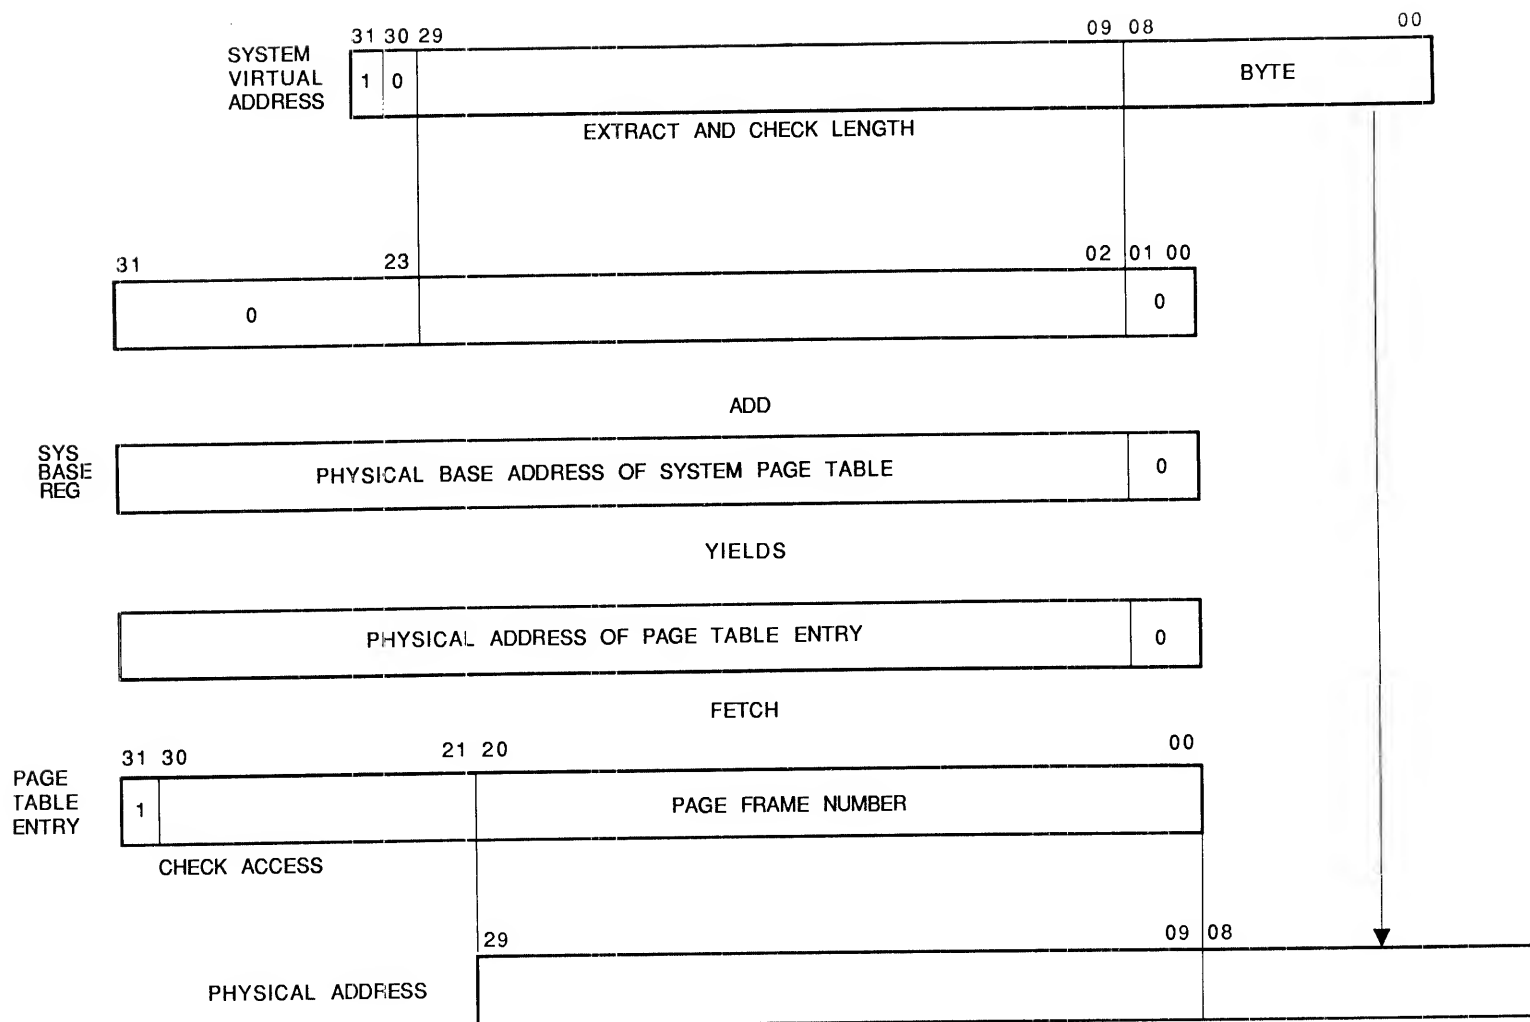 31 30 29 09 08 00
SYSTEM
VIRTUAL
ADDRESS
1 0 BYTE
EXTRACT AND CHECK LENGTH
31 23 02 01 00
0 0
ADD
SYS
BASE
REG
PHYSICAL BASE ADDRESS OF SYSTEM PAGE TABLE 0
YIELDS
PHYSICAL ADDRESS OF PAGE TABLE ENTRY 0
FETCH
31 30 21 20 00
PAGE
TABLE
ENTRY
1 PAGE FRAME NUMBER
CHECK ACCESS
29 09 08
PHYSICAL ADDRESS